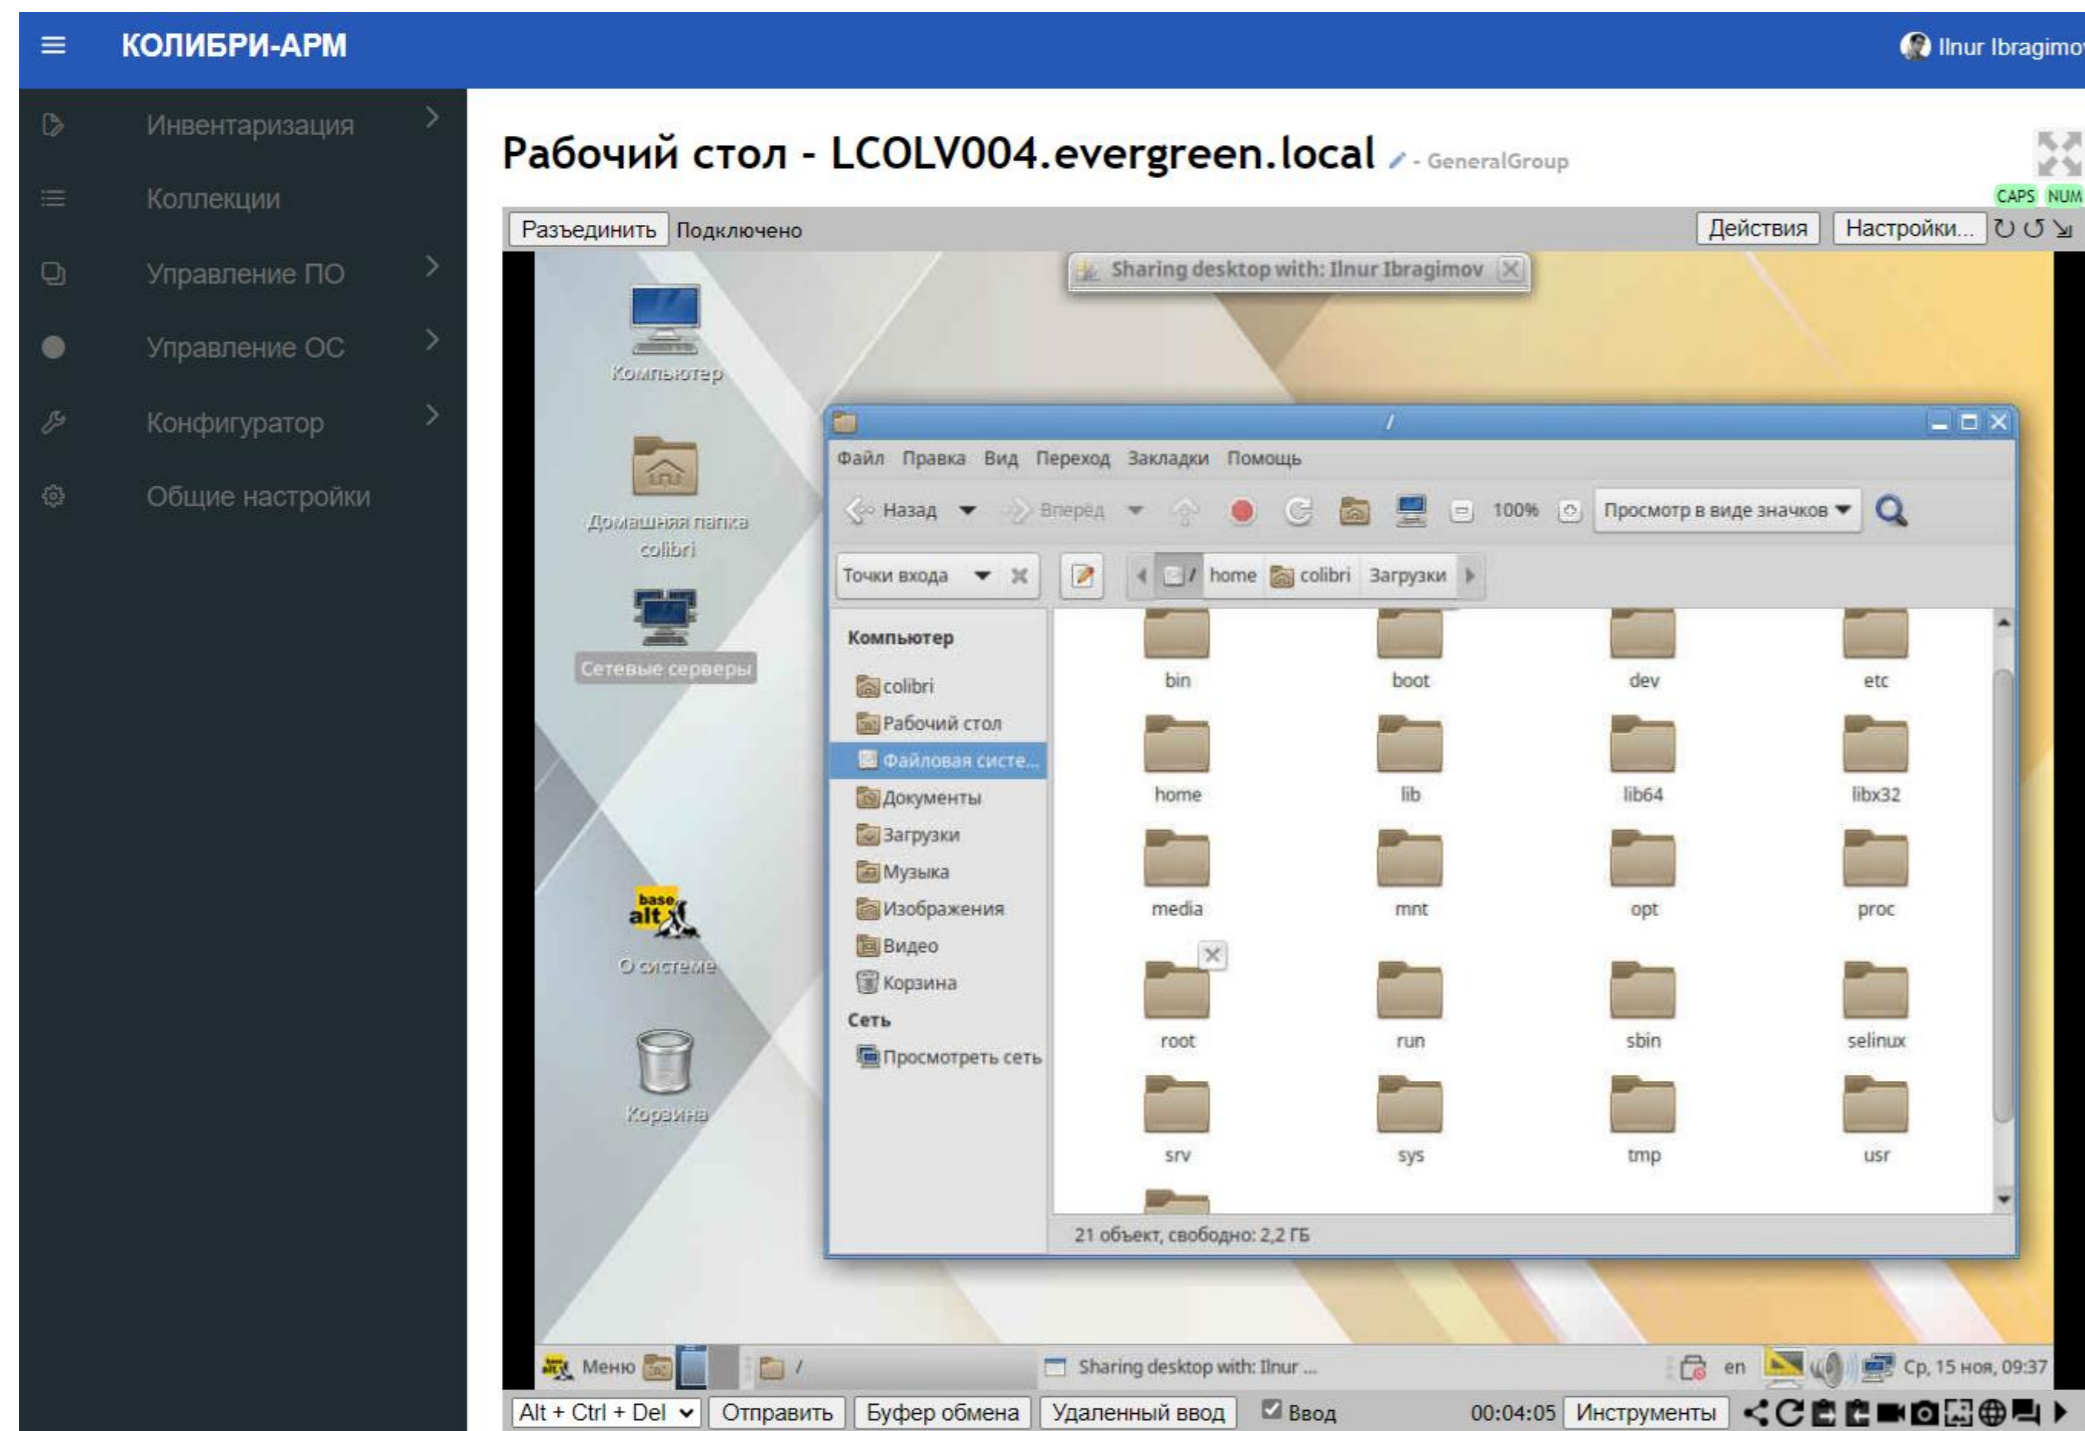 КОЛИБРИ-АРМ
Ilnur Ibragimov
Инвентаризация
Коллекции
Управление ПО
Управление ОС
Конфигуратор
Общие настройки
Рабочий стол - LCOLV004.evergreen.local - GeneralGroup
CAPS NUM
Разъединить Подключено Действия Настройки...
Sharing desktop with: Ilnur Ibragimov
Компьютер
Домашняя папка
colibri
Сетевые серверы
base
alt
О системе
Корзина
/
Файл Правка Вид Переход Закладки Помощь
Назад Вперёд 100% Просмотр в виде значков
Точки входа / home colibri Загрузки
Компьютер
colibri
Рабочий стол
Файловая систе...
Документы
Загрузки
Музыка
Изображения
Видео
Корзина
Сеть
Просмотреть сеть
bin boot dev etc
home lib lib64 libx32
media mnt opt proc
root run sbin selinux
srv sys tmp usr
21 объект, свободно: 2,2 ГБ
base alt Меню / Sharing desktop with: Ilnur ... en Ср, 15 ноя, 09:37
Alt + Ctrl + Del Отправить Буфер обмена Удаленный ввод Ввод 00:04:05 Инструменты